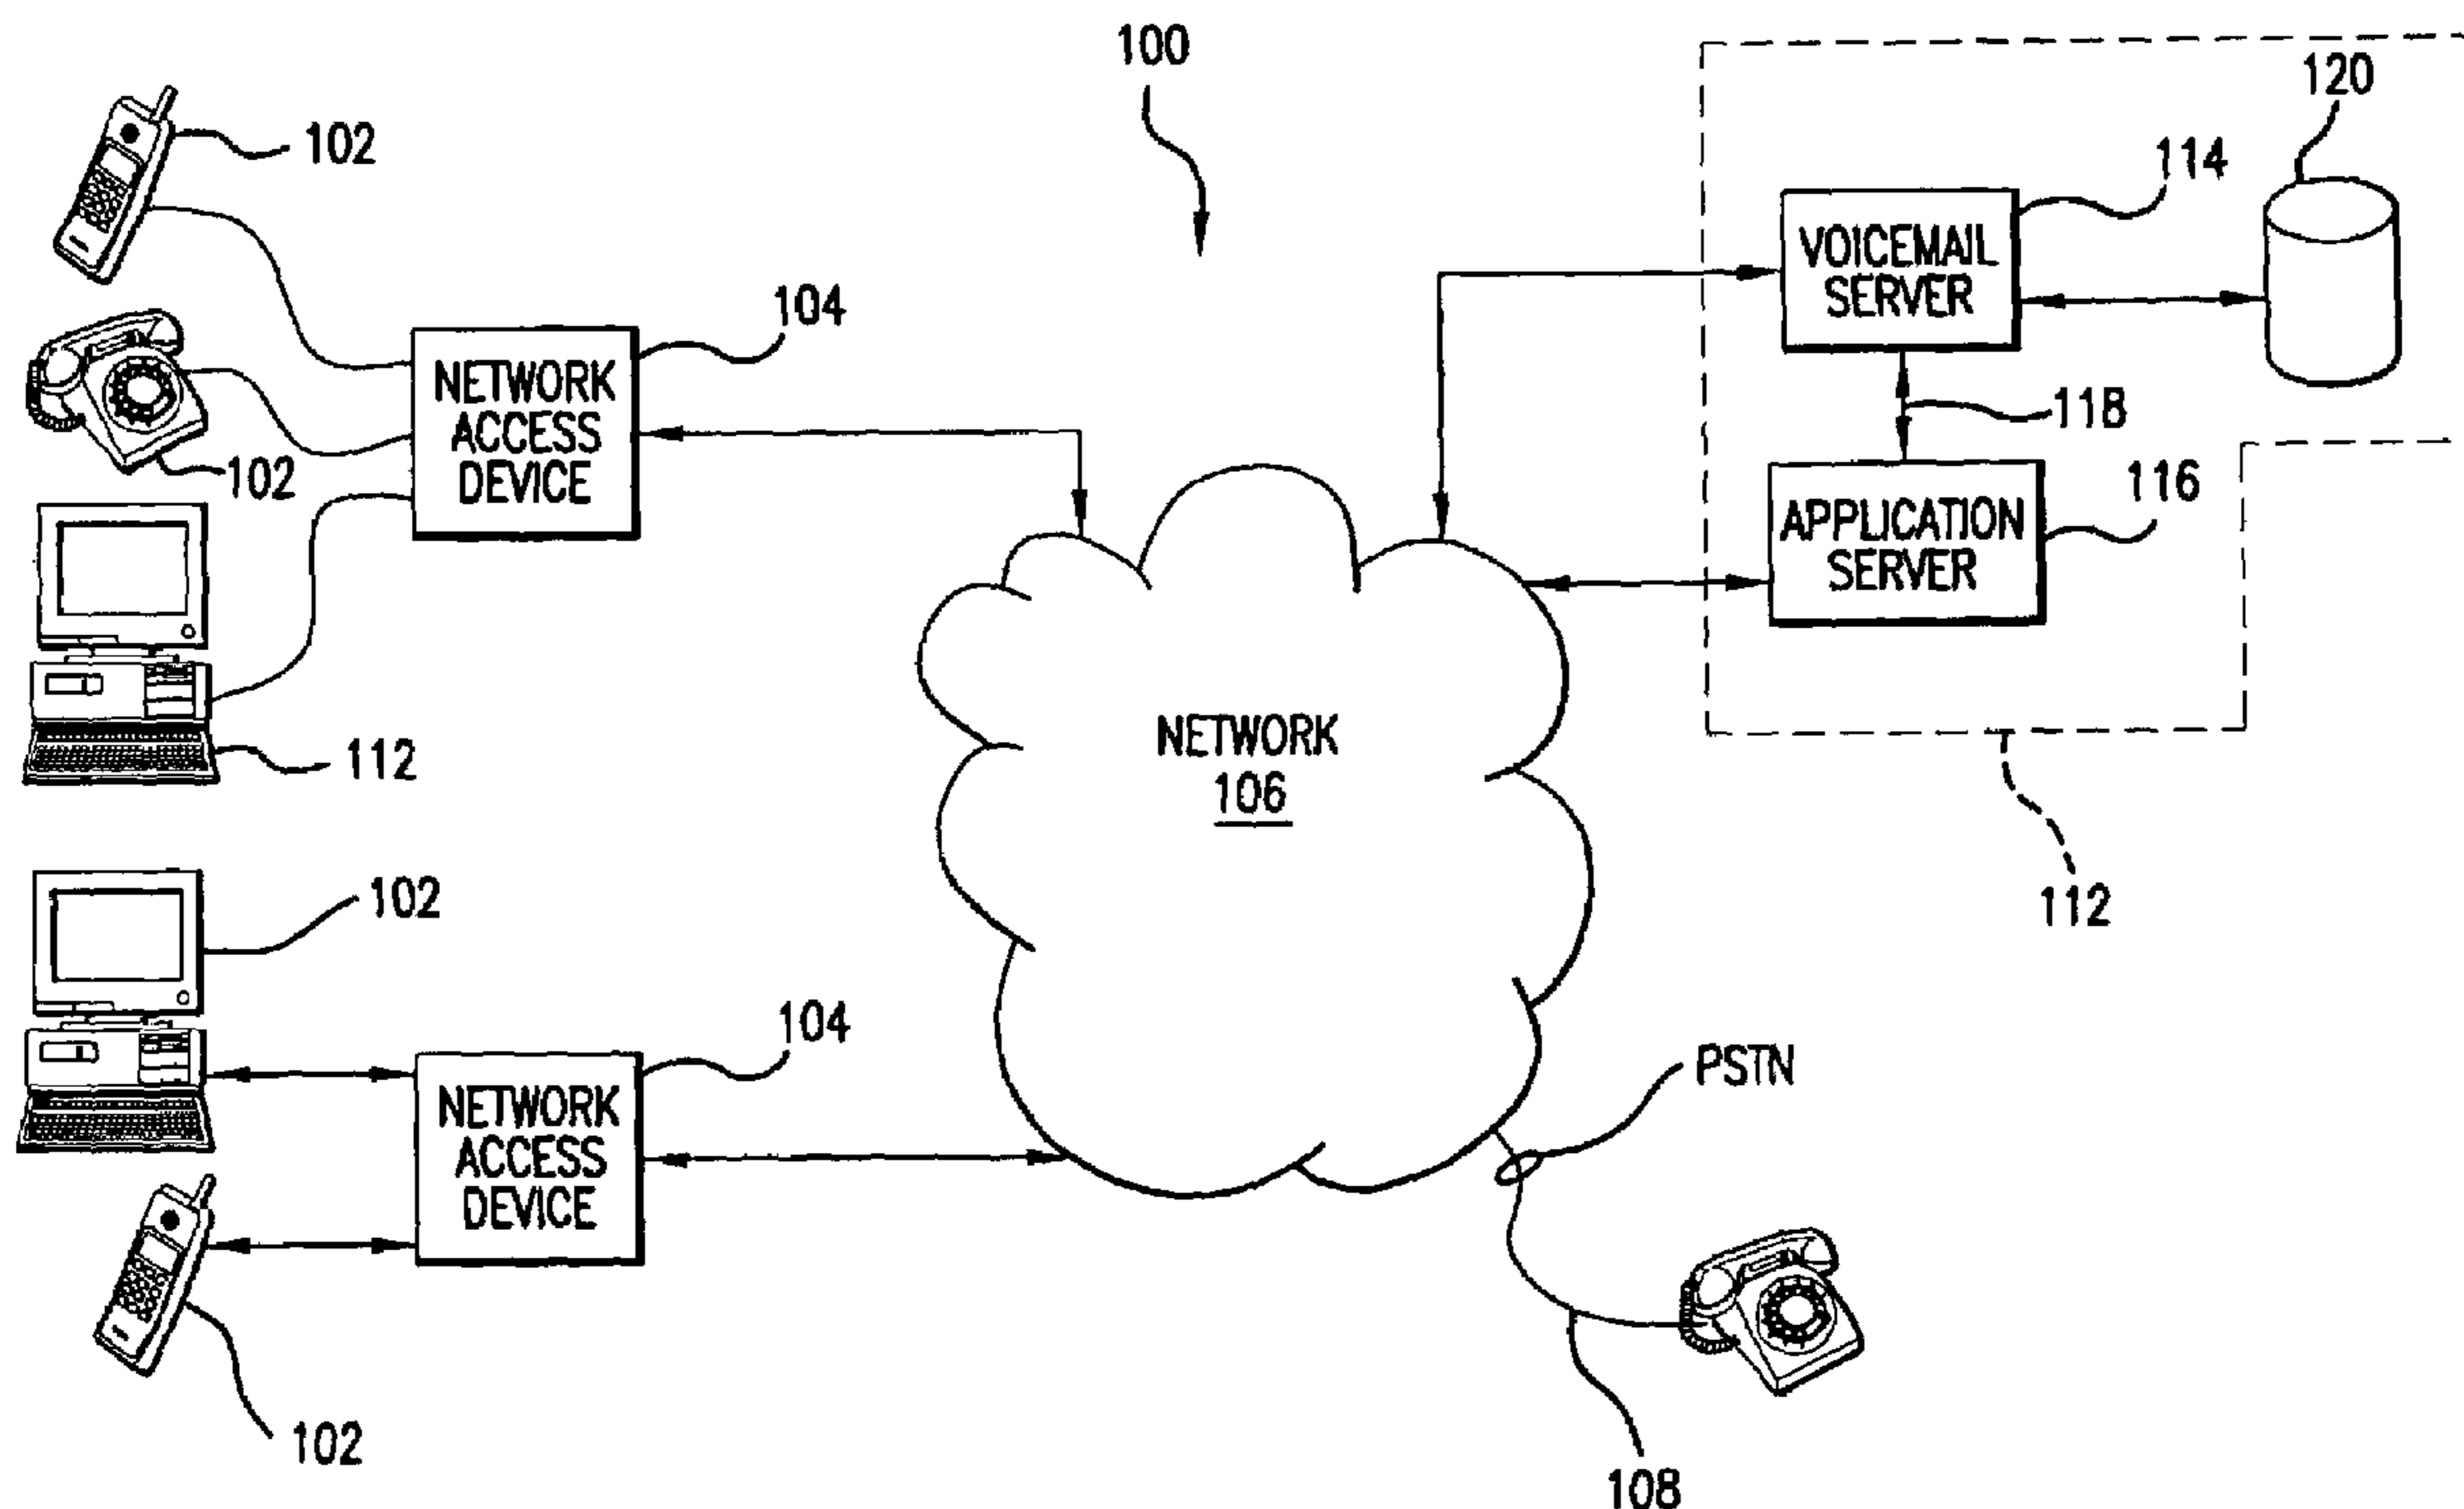 100
120
102
114
VOICEMAIL
SERVER
104
NETWORK
ACCESS
DEVICE
118
102
116
APPLICATION
SERVER
112
NETWORK
106
102
112
104
PSTN
NETWORK
ACCESS
DEVICE
102
108